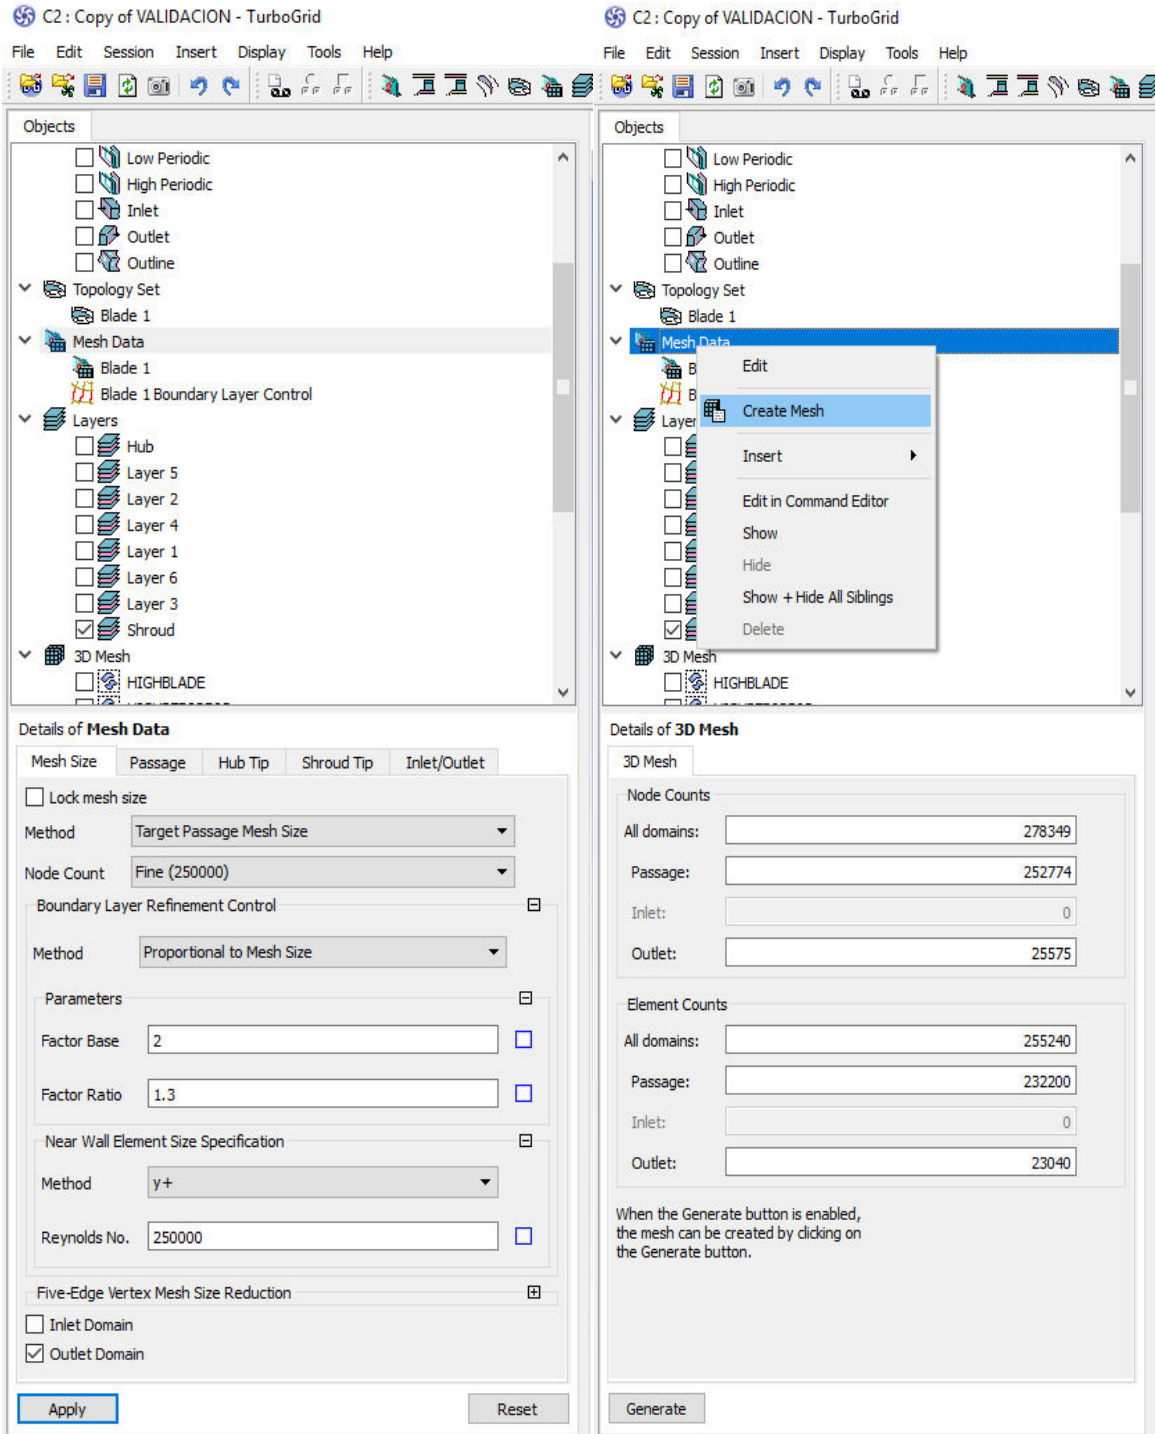 C2 : Copy of VALIDACION - TurboGrid
File Edit Session Insert Display Tools Help
Objects
Low Periodic
High Periodic
Inlet
Outlet
Outline
Topology Set
Blade 1
Mesh Data
Blade 1
Blade 1 Boundary Layer Control
Layers
Hub
Layer 5
Layer 2
Layer 4
Layer 1
Layer 6
Layer 3
Shroud
3D Mesh
HIGHBLADE
Details of Mesh Data
Mesh Size Passage Hub Tip Shroud Tip Inlet/Outlet
Lock mesh size
Method Target Passage Mesh Size
Node Count Fine (250000)
Boundary Layer Refinement Control
Method Proportional to Mesh Size
Parameters
Factor Base 2
Factor Ratio 1.3
Near Wall Element Size Specification
Method y+
Reynolds No. 250000
Five-Edge Vertex Mesh Size Reduction
Inlet Domain
Outlet Domain
Apply Reset
C2 : Copy of VALIDACION - TurboGrid
File Edit Session Insert Display Tools Help
Objects
Low Periodic
High Periodic
Inlet
Outlet
Outline
Topology Set
Blade 1
Mesh Data
B
Edit
B
Create Mesh
Layer
Insert
Edit in Command Editor
Show
Hide
Show + Hide All Siblings
Delete
3D Mesh
HIGHBLADE
Details of 3D Mesh
3D Mesh
Node Counts
All domains: 278349
Passage: 252774
Inlet: 0
Outlet: 25575
Element Counts
All domains: 255240
Passage: 232200
Inlet: 0
Outlet: 23040
When the Generate button is enabled,
the mesh can be created by clicking on
the Generate button.
Generate